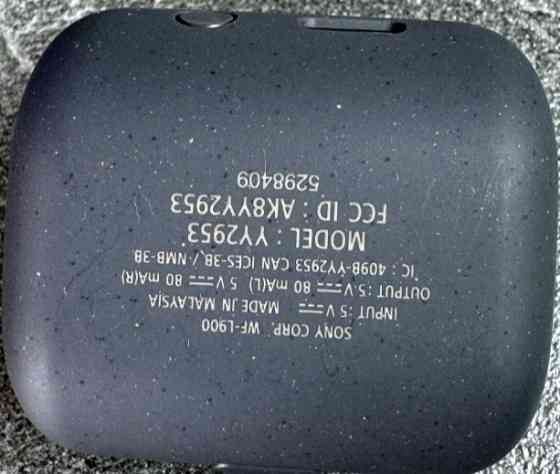 SONY CORP. WF-L900
INPUT : 5 V ⎓ MADE IN MALAYSIA
OUTPUT : 5 V ⎓ 80 mA(L) 5 V ⎓ 80 mA(R)
IC : 409B-YY2953 CAN ICES-3B / NMB-3B
MODEL : YY2953
FCC ID : AK8YY2953
5298409